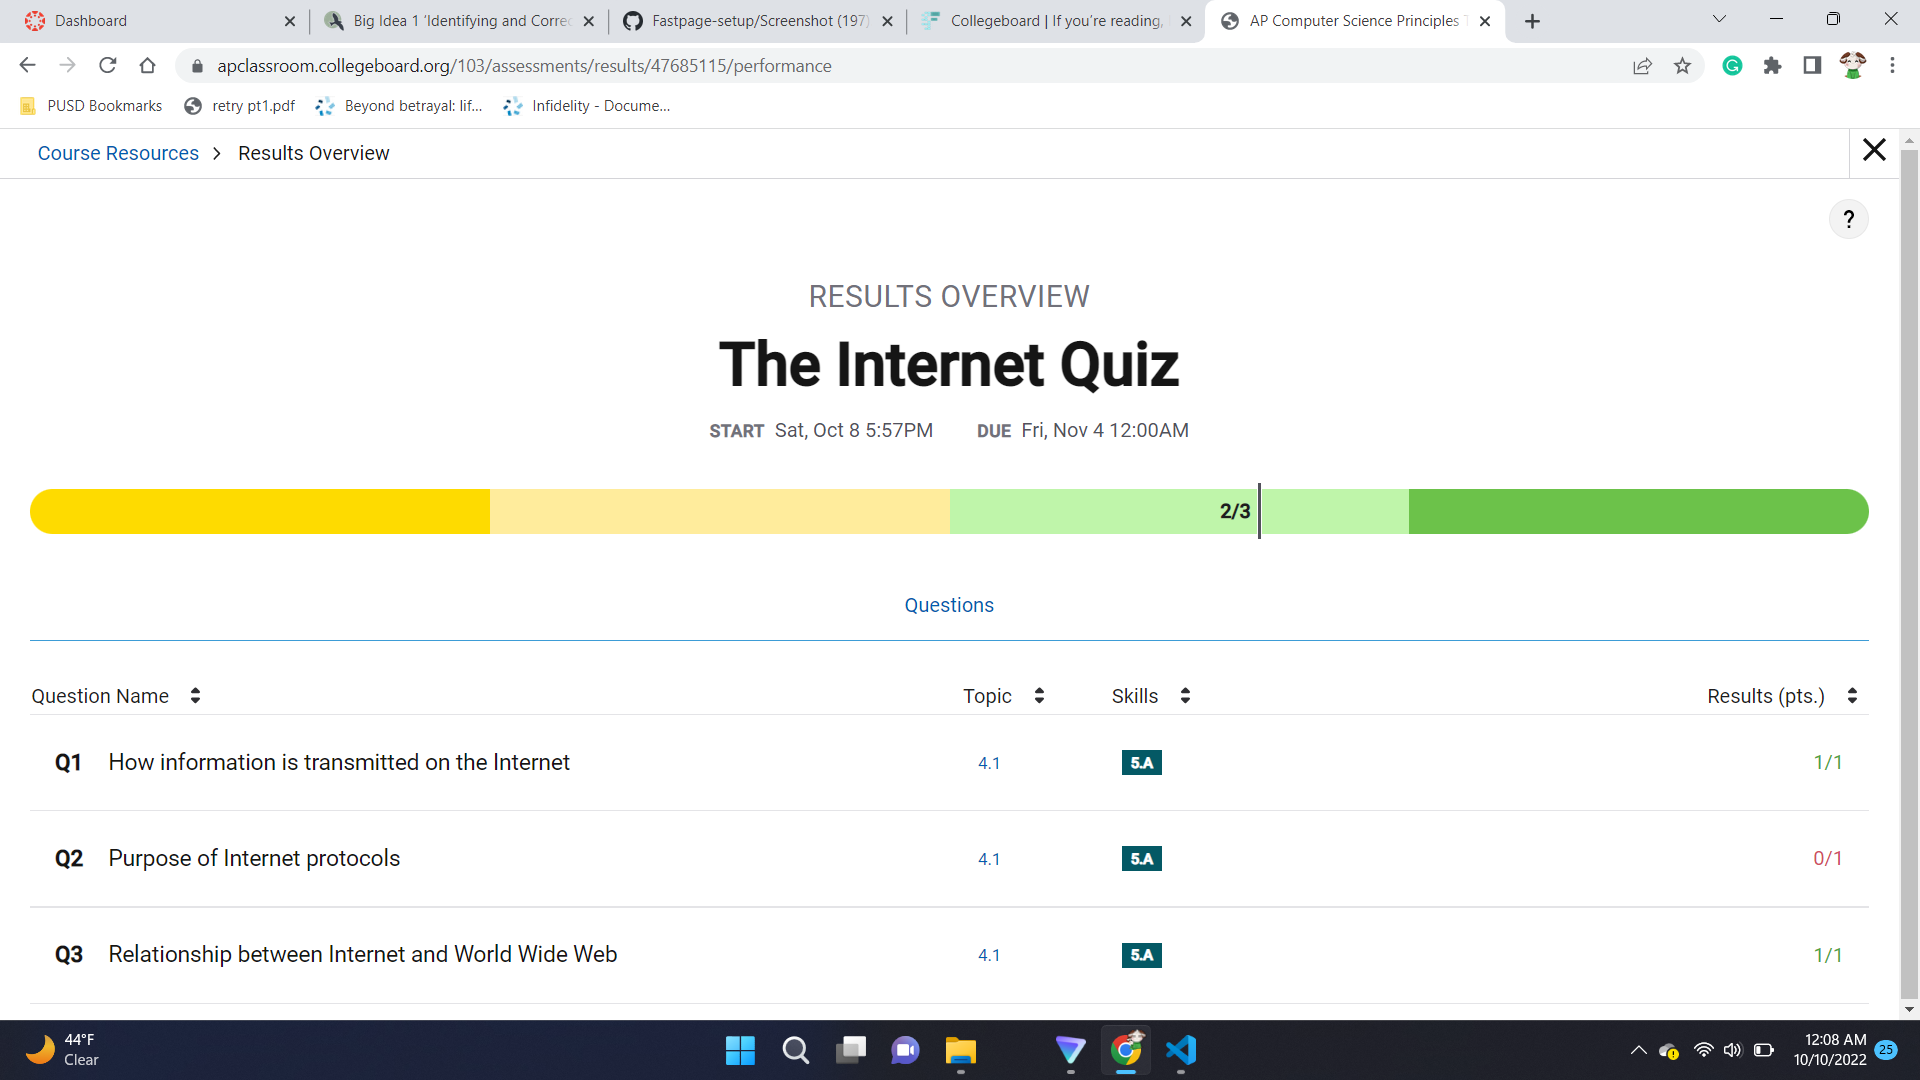 Dashboard
Big Idea 1 'Identifying and Correc
Fastpage-setup/Screenshot (197)
Collegeboard | If you're reading,
AP Computer Science Principles
apclassroom.collegeboard.org/103/assessments/results/47685115/performance
PUSD Bookmarks
retry pt1.pdf
Beyond betrayal: lif...
Infidelity - Docume...
Course Resources > Results Overview
?
RESULTS OVERVIEW
The Internet Quiz
START Sat, Oct 8 5:57PM DUE Fri, Nov 4 12:00AM
2/3
Questions
Question Name Topic Skills Results (pts.)
Q1 How information is transmitted on the Internet 4.1 5.A 1/1
Q2 Purpose of Internet protocols 4.1 5.A 0/1
Q3 Relationship between Internet and World Wide Web 4.1 5.A 1/1
44°F
Clear
12:08 AM
10/10/2022
25